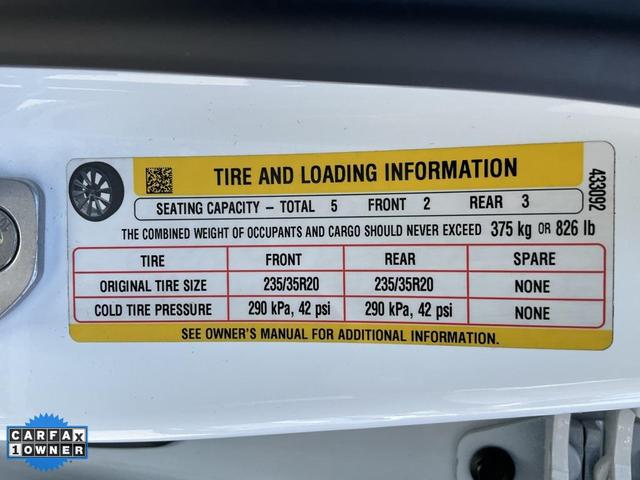 TIRE AND LOADING INFORMATION
433D92
SEATING CAPACITY – TOTAL 5 FRONT 2 REAR 3
THE COMBINED WEIGHT OF OCCUPANTS AND CARGO SHOULD NEVER EXCEED 375 kg OR 826 lb
TIRE FRONT REAR SPARE
ORIGINAL TIRE SIZE 235/35R20 235/35R20 NONE
COLD TIRE PRESSURE 290 kPa, 42 psi 290 kPa, 42 psi NONE
SEE OWNER'S MANUAL FOR ADDITIONAL INFORMATION.
CARFAX
1 OWNER